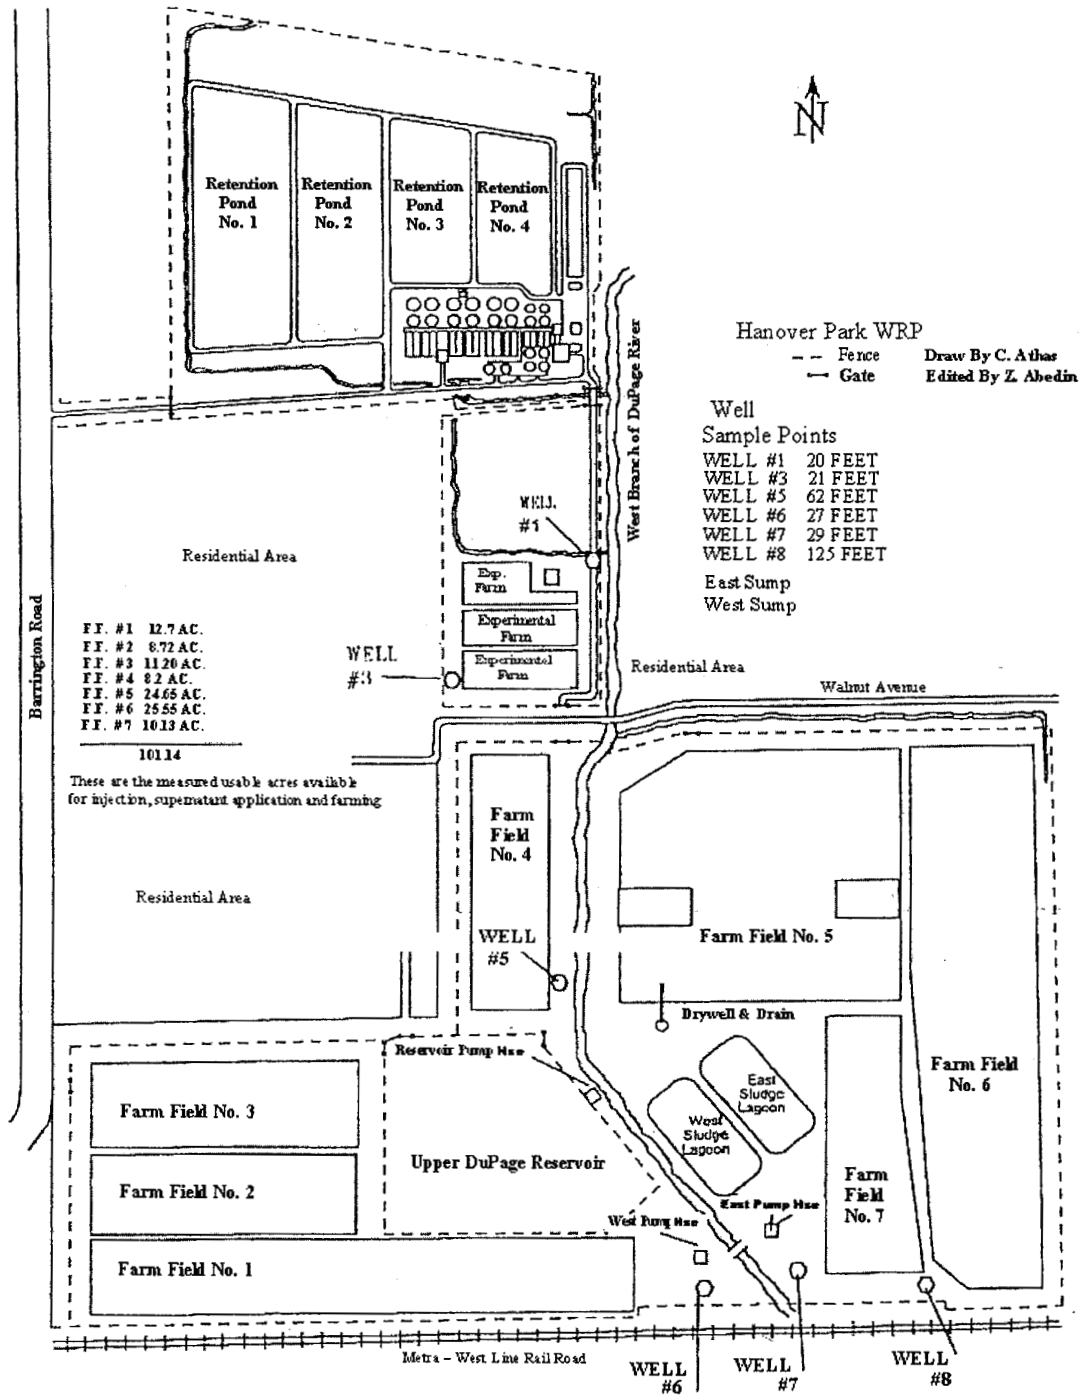 Retention
Pond
No. 1
Retention
Pond
No. 2
Retention
Pond
No. 3
Retention
Pond
No. 4
N
West Branch of DuPage River
Hanover Park WRP
Fence
Gate
Draw By C. Athas
Edited By Z. Abedin
Well
Sample Points
WELL #1 20 FEET
WELL #3 21 FEET
WELL #5 62 FEET
WELL #6 27 FEET
WELL #7 29 FEET
WELL #8 125 FEET
East Sump
West Sump
WELL
Residential Area
Exp.
Farm
Experimental
Farm
Experimental
Farm
WELL
#3
Barrington Road
F.F. #1 12.7 AC.
F.F. #2 8.72 AC.
F.F. #3 11.20 AC.
F.F. #4 8.2 AC.
F.F. #5 24.65 AC.
F.F. #6 25.55 AC.
F.F. #7 10.13 AC.
101.14
These are the measured usable acres available
for injection, supernatant application and farming
Residential Area
Walnut Avenue
Farm
Field
No. 4
Residential Area
WELL
#5
Farm Field No. 5
Drywell & Drain
Reservoir Pump Hse
East
Sludge
Lagoon
West
Sludge
Lagoon
Farm Field
No. 6
Farm Field No. 3
Upper DuPage Reservoir
Farm Field No. 2
Farm
Field
No. 7
East Pump Hse
West Pump Hse
Farm Field No. 1
Metra - West Line Rail Road
WELL
#6
WELL
#7
WELL
#8